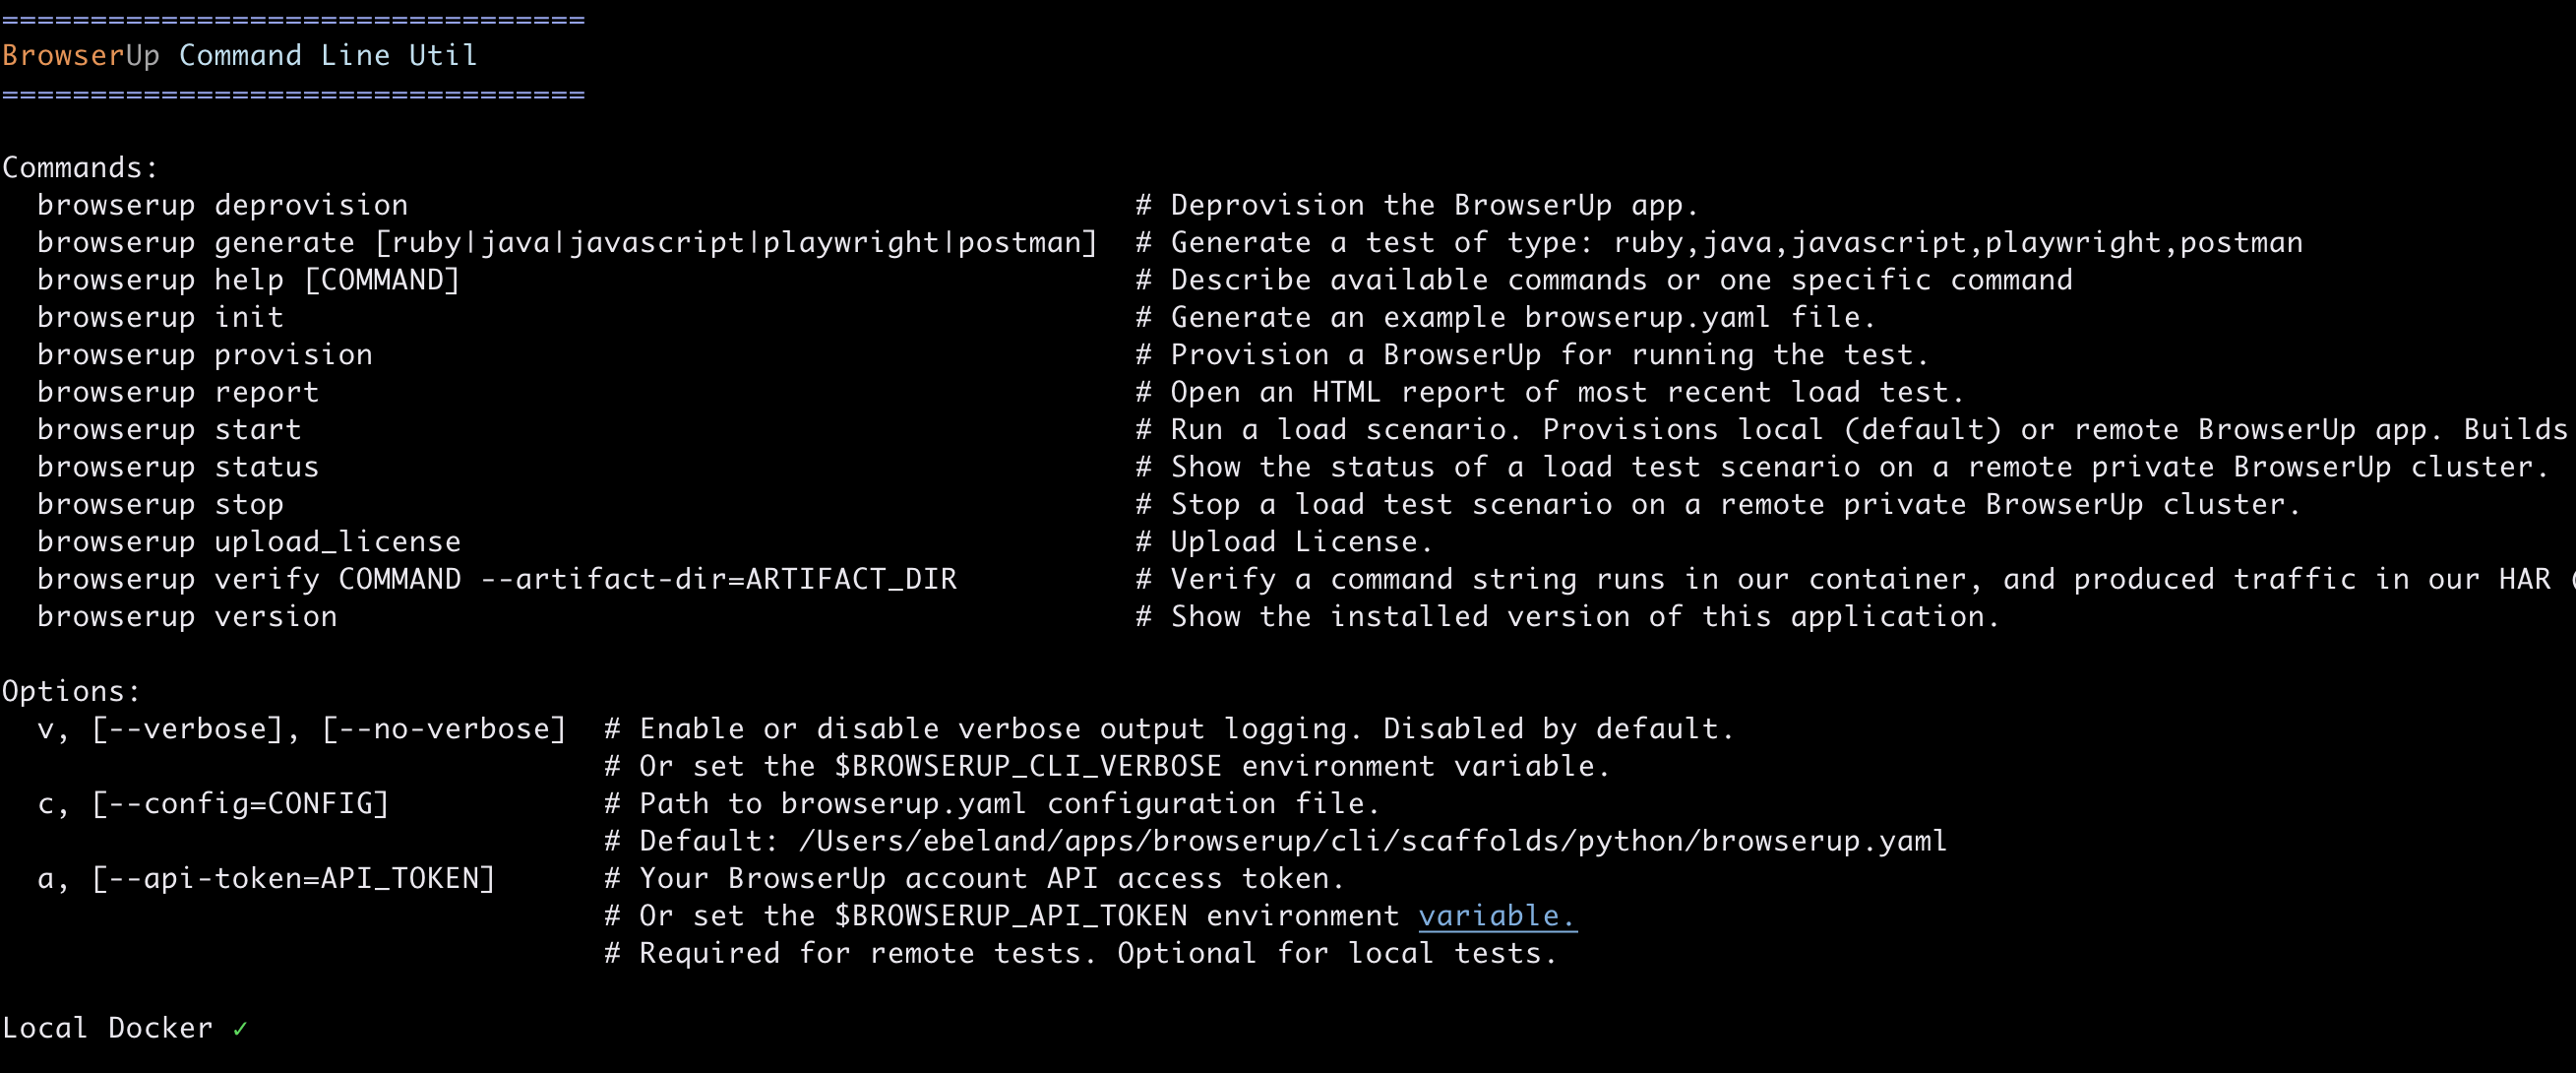 =================================
BrowserUp Command Line Util
=================================
Commands:
  browserup deprovision                                         # Deprovision the BrowserUp app.
  browserup generate [ruby|java|javascript|playwright|postman]  # Generate a test of type: ruby,java,javascript,playwright,postman
  browserup help [COMMAND]                                      # Describe available commands or one specific command
  browserup init                                                # Generate an example browserup.yaml file.
  browserup provision                                           # Provision a BrowserUp for running the test.
  browserup report                                              # Open an HTML report of most recent load test.
  browserup start                                               # Run a load scenario. Provisions local (default) or remote BrowserUp app. Builds
  browserup status                                              # Show the status of a load test scenario on a remote private BrowserUp cluster.
  browserup stop                                                # Stop a load test scenario on a remote private BrowserUp cluster.
  browserup upload_license                                      # Upload License.
  browserup verify COMMAND --artifact-dir=ARTIFACT_DIR          # Verify a command string runs in our container, and produced traffic in our HAR (
  browserup version                                             # Show the installed version of this application.
Options:
  v, [--verbose], [--no-verbose]  # Enable or disable verbose output logging. Disabled by default.
                                  # Or set the $BROWSERUP_CLI_VERBOSE environment variable.
  c, [--config=CONFIG]            # Path to browserup.yaml configuration file.
                                  # Default: /Users/ebeland/apps/browserup/cli/scaffolds/python/browserup.yaml
  a, [--api-token=API_TOKEN]      # Your BrowserUp account API access token.
                                  # Or set the $BROWSERUP_API_TOKEN environment variable.
                                  # Required for remote tests. Optional for local tests.
Local Docker ✓